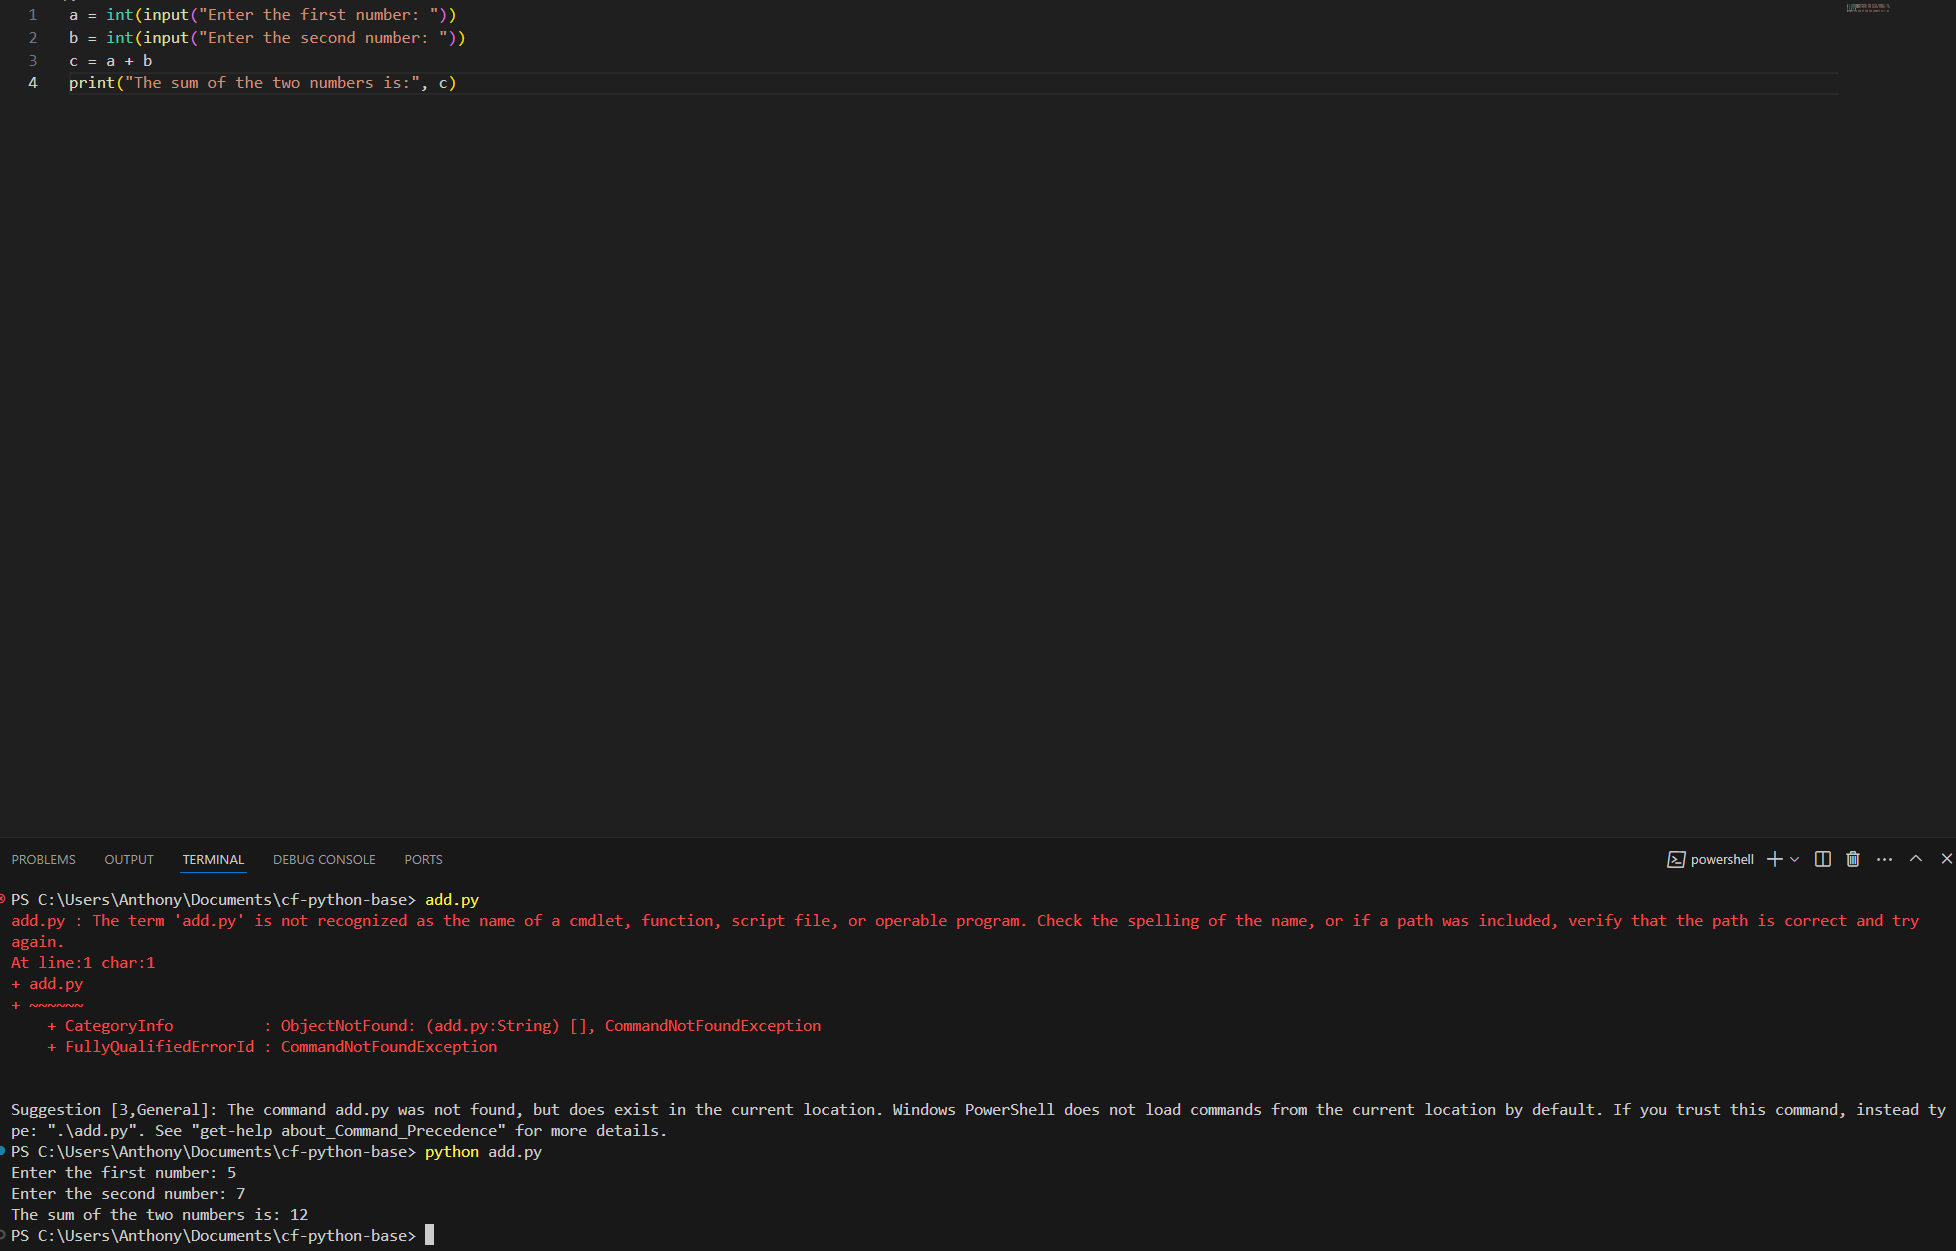 1 a = int(input("Enter the first number: "))
2 b = int(input("Enter the second number: "))
3 c = a + b
4 print("The sum of the two numbers is:", c)
PROBLEMS OUTPUT TERMINAL DEBUG CONSOLE PORTS powershell
PS C:\Users\Anthony\Documents\cf-python-base> add.py
add.py : The term 'add.py' is not recognized as the name of a cmdlet, function, script file, or operable program. Check the spelling of the name, or if a path was included, verify that the path is correct and try
again.
At line:1 char:1
+ add.py
+ ~~~~~~
    + CategoryInfo          : ObjectNotFound: (add.py:String) [], CommandNotFoundException
    + FullyQualifiedErrorId : CommandNotFoundException
Suggestion [3,General]: The command add.py was not found, but does exist in the current location. Windows PowerShell does not load commands from the current location by default. If you trust this command, instead ty
pe: ".\add.py". See "get-help about_Command_Precedence" for more details.
PS C:\Users\Anthony\Documents\cf-python-base> python add.py
Enter the first number: 5
Enter the second number: 7
The sum of the two numbers is: 12
PS C:\Users\Anthony\Documents\cf-python-base>